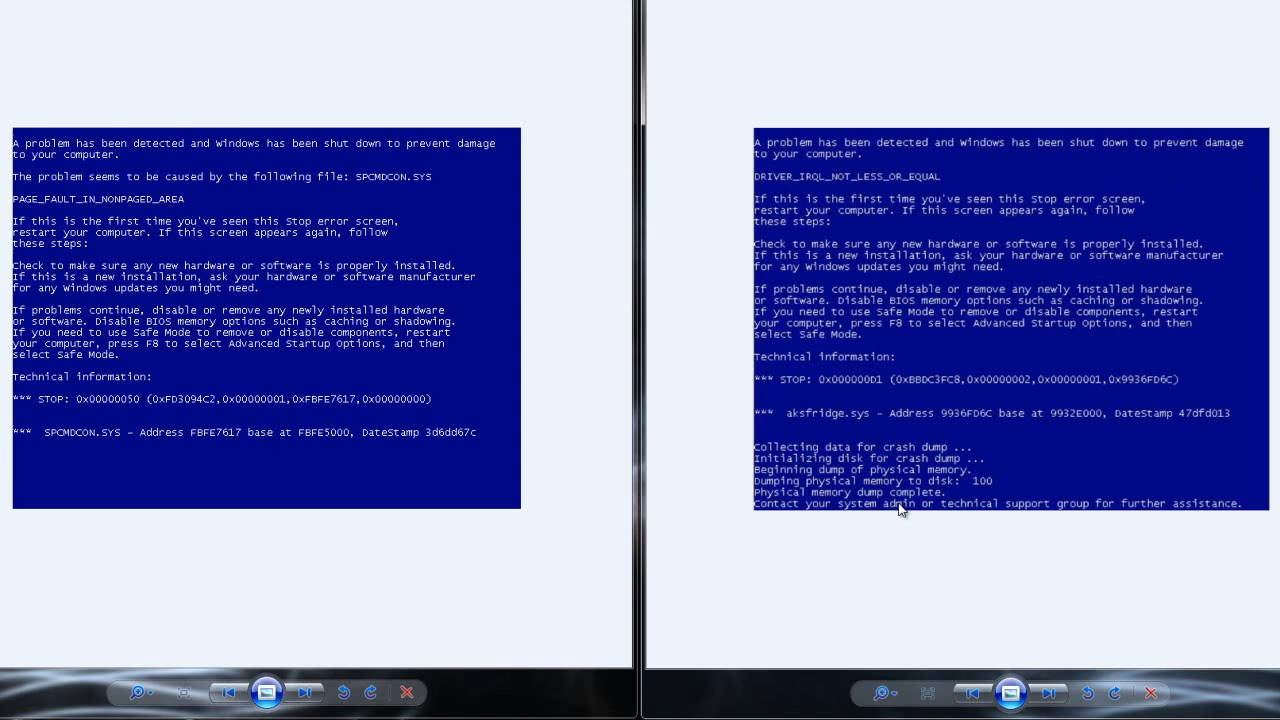 A problem has been detected and Windows has been shut down to prevent damage
to your computer.
The problem seems to be caused by the following file: SPCMDCON.SYS
PAGE_FAULT_IN_NONPAGED_AREA
If this is the first time you've seen this Stop error screen,
restart your computer. If this screen appears again, follow
these steps:
Check to make sure any new hardware or software is properly installed.
If this is a new installation, ask your hardware or software manufacturer
for any Windows updates you might need.
If problems continue, disable or remove any newly installed hardware
or software. Disable BIOS memory options such as caching or shadowing.
If you need to use Safe Mode to remove or disable components, restart
your computer, press F8 to select Advanced Startup Options, and then
select Safe Mode.
Technical information:
*** STOP: 0x00000050 (0xFD3094C2,0x00000001,0xFBFE7617,0x00000000)
*** SPCMDCON.SYS - Address FBFE7617 base at FBFE5000, DateStamp 3d6dd67c
A problem has been detected and Windows has been shut down to prevent damage
to your computer.
DRIVER_IRQL_NOT_LESS_OR_EQUAL
If this is the first time you've seen this Stop error screen,
restart your computer. If this screen appears again, follow
these steps:
Check to make sure any new hardware or software is properly installed.
If this is a new installation, ask your hardware or software manufacturer
for any Windows updates you might need.
If problems continue, disable or remove any newly installed hardware
or software. Disable BIOS memory options such as caching or shadowing.
If you need to use Safe Mode to remove or disable components, restart
your computer, press F8 to select Advanced Startup Options, and then
select Safe Mode.
Technical information:
*** STOP: 0x000000D1 (0xBBDC3FC8,0x00000002,0x00000001,0x9936FD6C)
*** aksfridge.sys - Address 9936FD6C base at 9932E000, DateStamp 47dfd013
Collecting data for crash dump ...
Initializing disk for crash dump ...
Beginning dump of physical memory.
Dumping physical memory to disk: 100
Physical memory dump complete.
Contact your system admin or technical support group for further assistance.